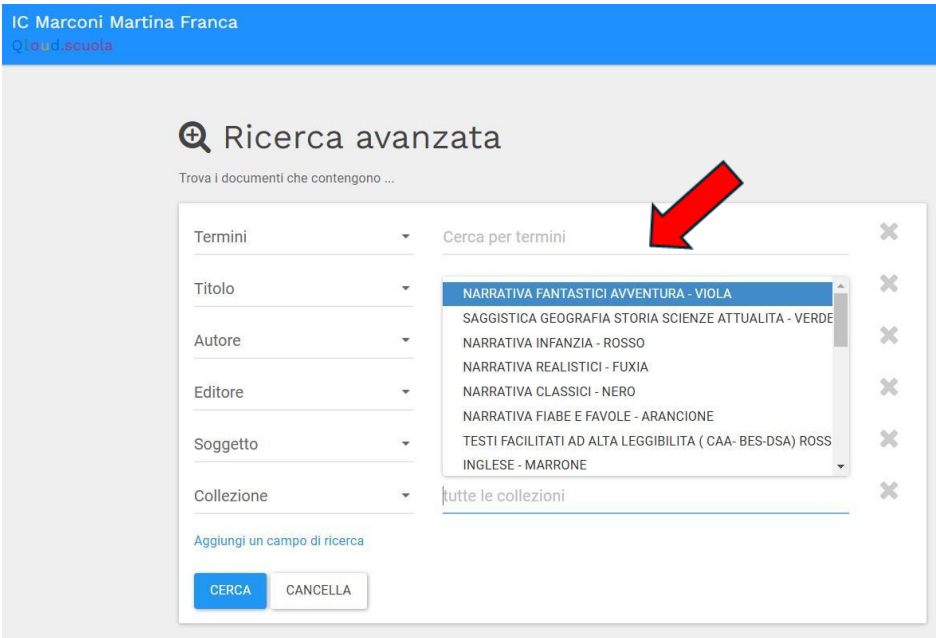 IC Marconi Martina Franca
Qloud.scuola
Ricerca avanzata
Trova i documenti che contengono ...
Termini
Cerca per termini
Titolo
NARRATIVA FANTASTICI AVVENTURA - VIOLA
SAGGISTICA GEOGRAFIA STORIA SCIENZE ATTUALITA - VERDE
NARRATIVA INFANZIA - ROSSO
Autore
NARRATIVA REALISTICI - FUXIA
NARRATIVA CLASSICI - NERO
Editore
NARRATIVA FIABE E FAVOLE - ARANCIONE
TESTI FACILITATI AD ALTA LEGGIBILITA ( CAA- BES-DSA) ROSS
Soggetto
INGLESE - MARRONE
Collezione
tutte le collezioni
Aggiungi un campo di ricerca
CERCA
CANCELLA